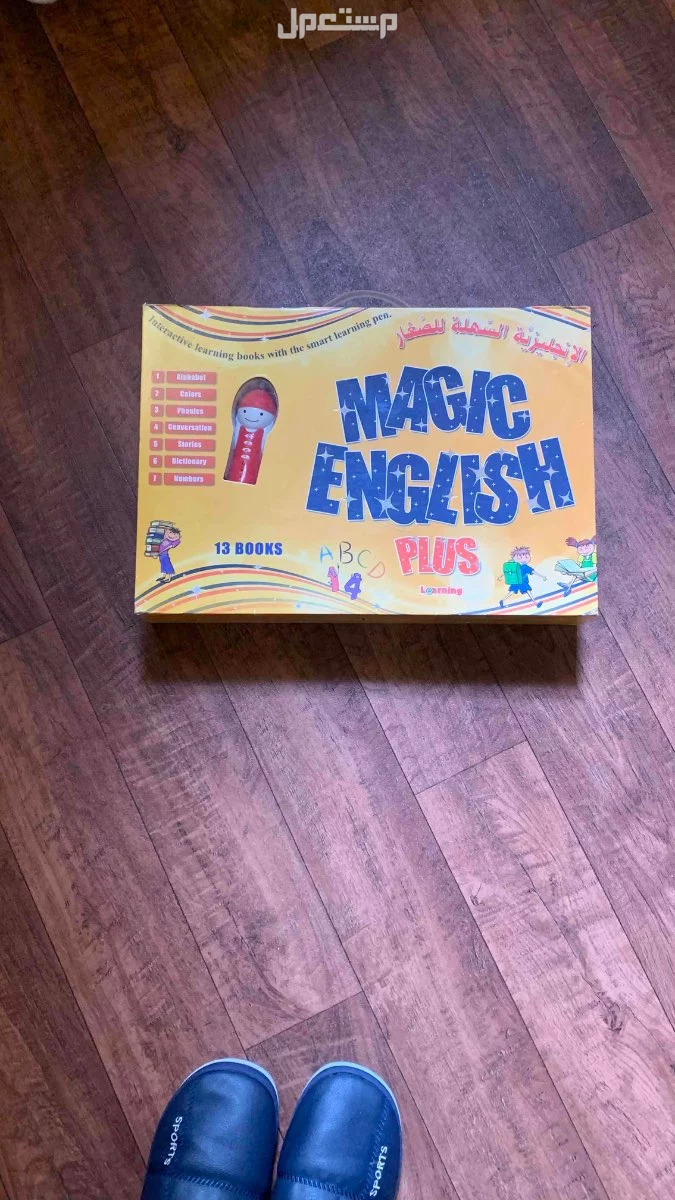 مستعمل
Interactive learning books with the smart learning pen.
الإنجليزية السهلة للصغار
1 Alphabet
2 Colors
3 Phonics
4 Conversation
5 Stories
6 Dictionary
7 Numbers
MAGIC
ENGLISH
PLUS
13 BOOKS
ABCD
14
Learning
SPORTS
SPORTS